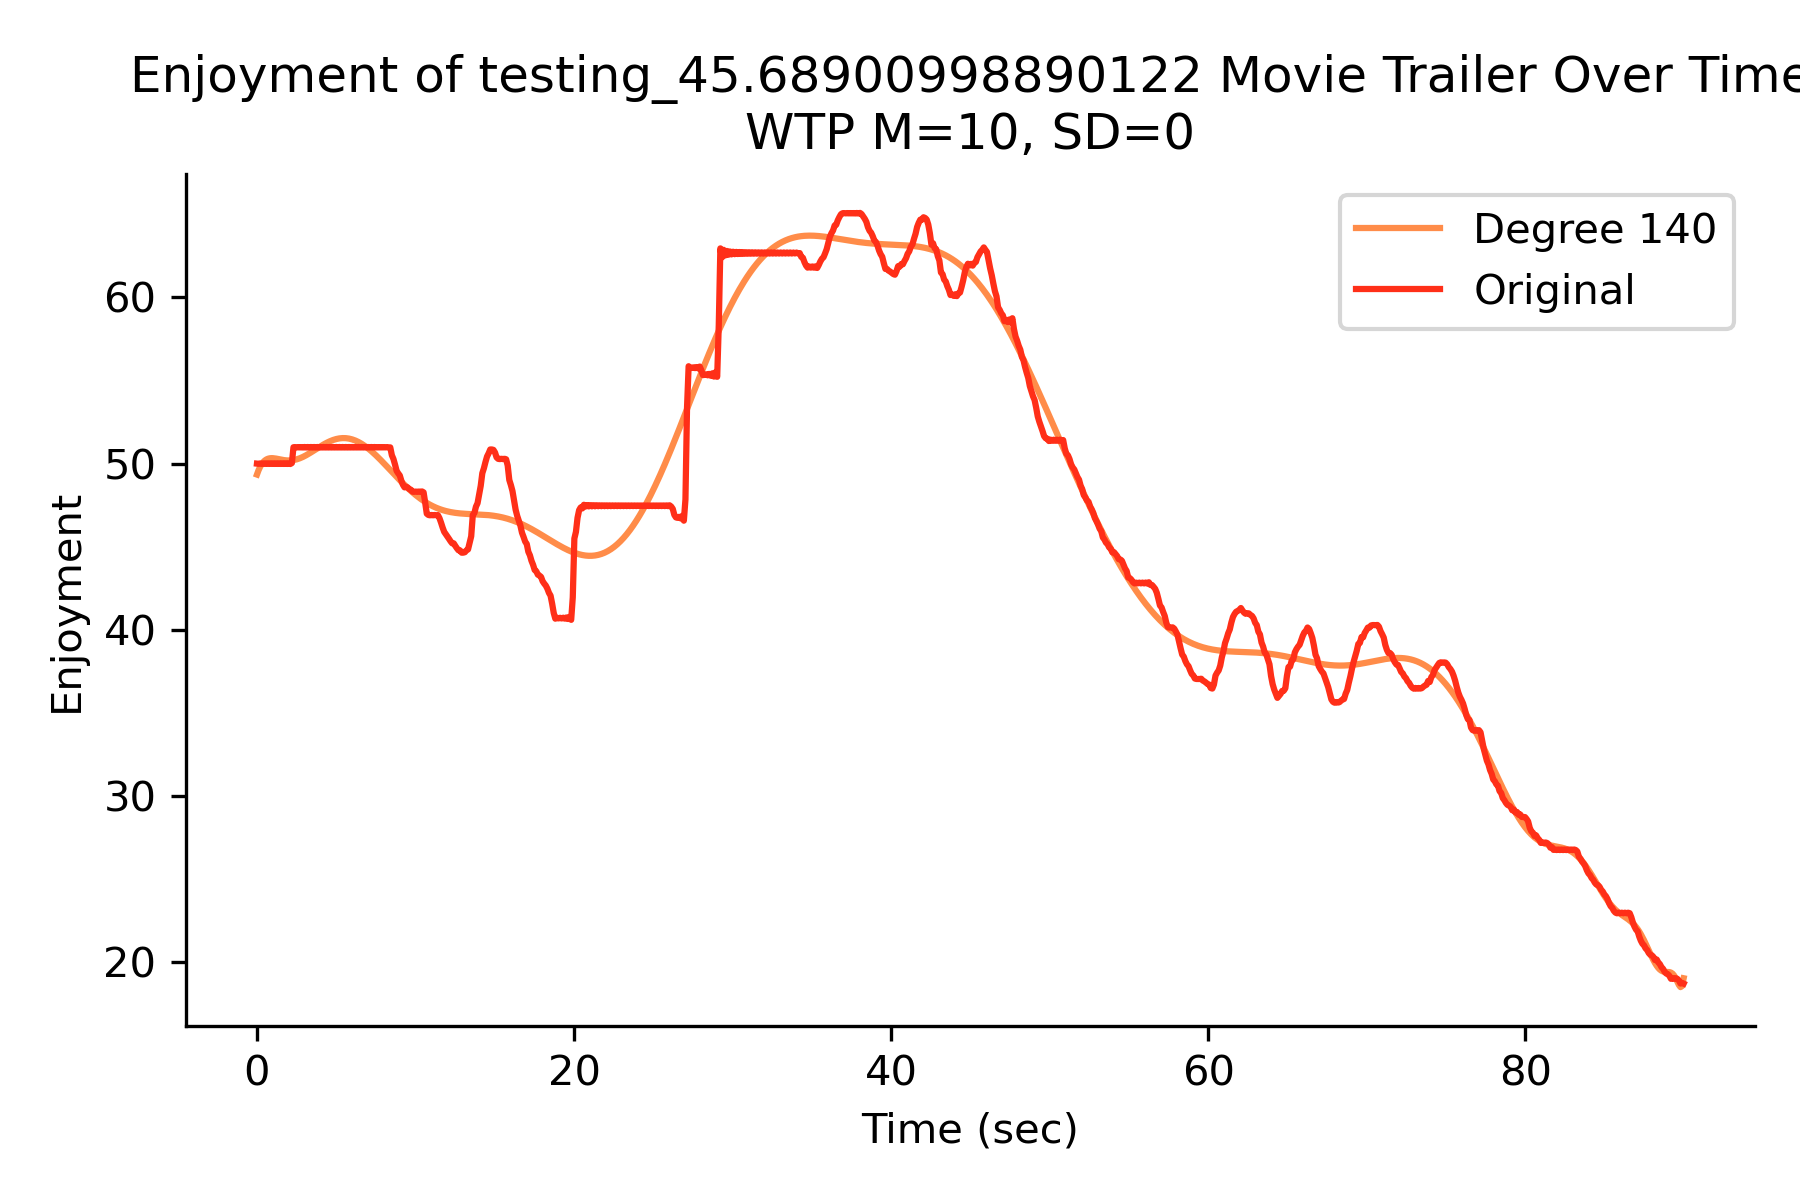 Enjoyment of testing_45.68900998890122 Movie Trailer Over Time
WTP M=10, SD=0
Degree 140
Original
60
50
40
30
20
Enjoyment
0 20 40 60 80
Time (sec)